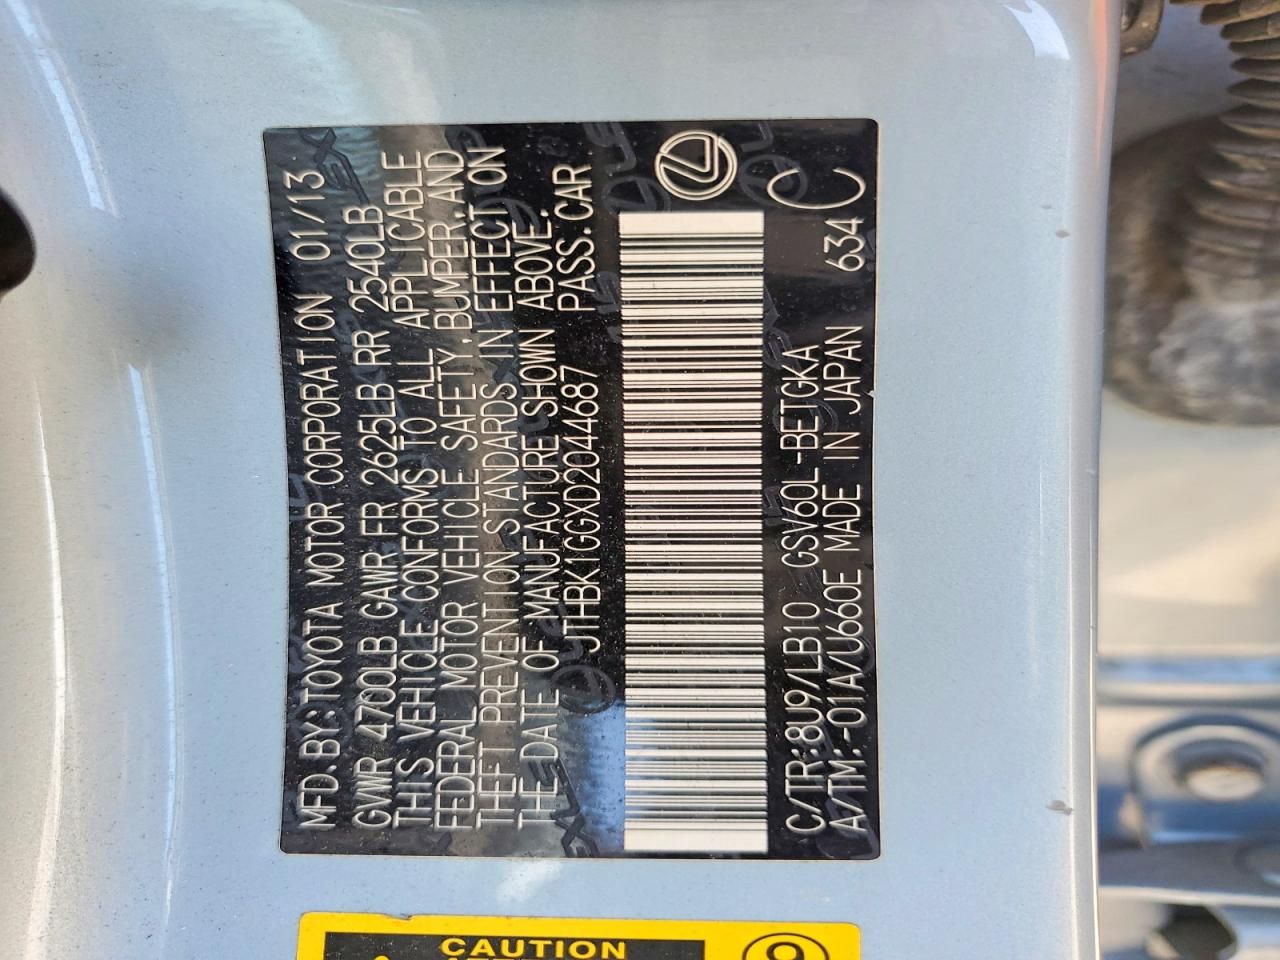 MFD.BY:TOYOTA MOTOR CORPORATION 01/13
GVWR 4700LB GAWR FR 2625LB RR 2540LB
THIS VEHICLE CONFORMS TO ALL APPLICABLE
FEDERAL MOTOR VEHICLE SAFETY,BUMPER,AND
THEFT PREVENTION STANDARDS IN EFFECT ON
THE DATE OF MANUFACTURE SHOWN ABOVE.
JTHBK1GGXD2044687 PASS.CAR
C/TR:8U9/LB10 GSV60L-BETGKA
A/TM:-01A/U660E MADE IN JAPAN 634 C
CAUTION